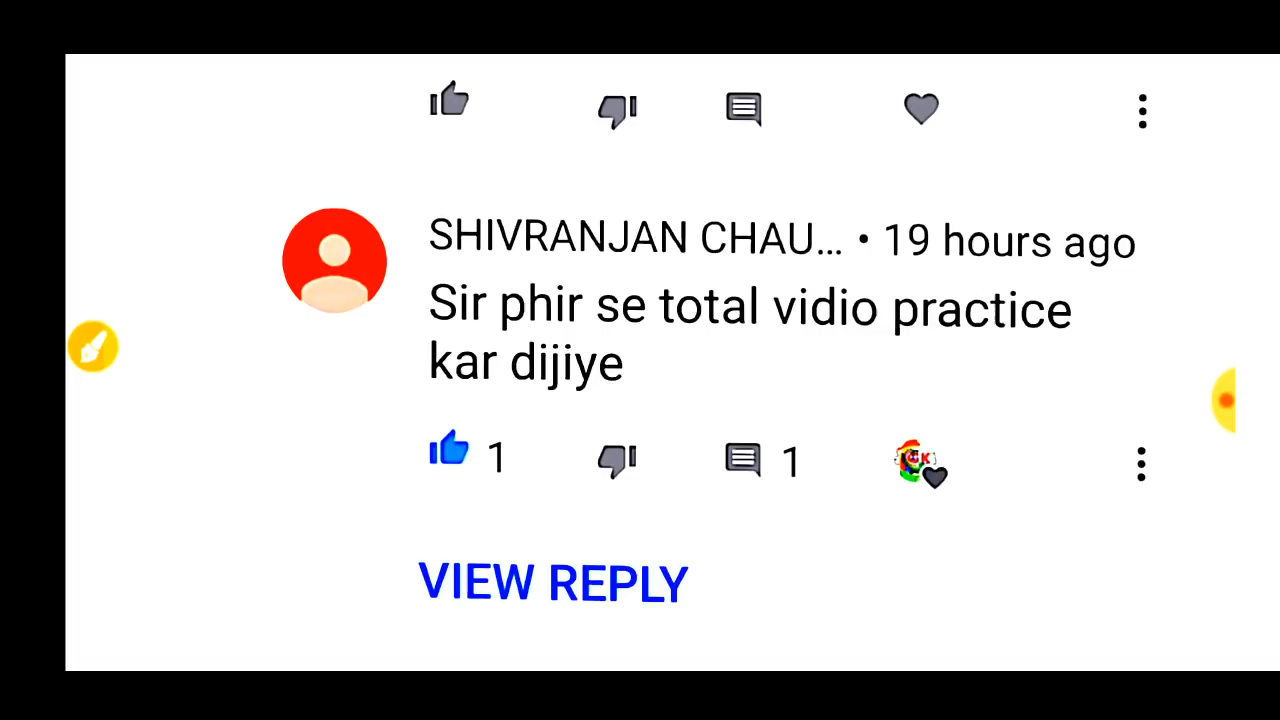 SHIVRANJAN CHAU... • 19 hours ago
Sir phir se total vidio practice
kar dijiye
1 1
VIEW REPLY